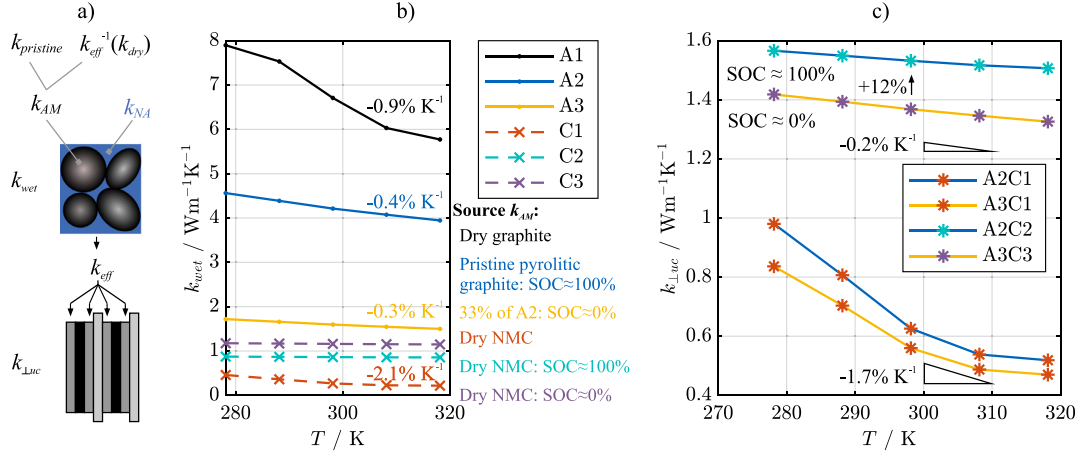 a)
k_pristine k_eff^-1(k_dry)
k_AM k_NA
k_wet
k_eff
k_⊥uc
b)
k_wet / Wm⁻¹K⁻¹
8
7
6
5
4
3
2
1
0
280 300 320
T / K
-0.9% K⁻¹
-0.4% K⁻¹
-0.3% K⁻¹
-2.1% K⁻¹
A1
A2
A3
C1
C2
C3
Source k_AM:
Dry graphite
Pristine pyrolitic
graphite: SOC≈100%
33% of A2: SOC≈0%
Dry NMC
Dry NMC: SOC≈100%
Dry NMC: SOC≈0%
c)
k_⊥uc / Wm⁻¹K⁻¹
1.6
1.4
1.2
1
0.8
0.6
0.4
270 280 290 300 310 320
T / K
SOC ≈ 100%
+12%
SOC ≈ 0%
-0.2% K⁻¹
A2C1
A3C1
A2C2
A3C3
-1.7% K⁻¹